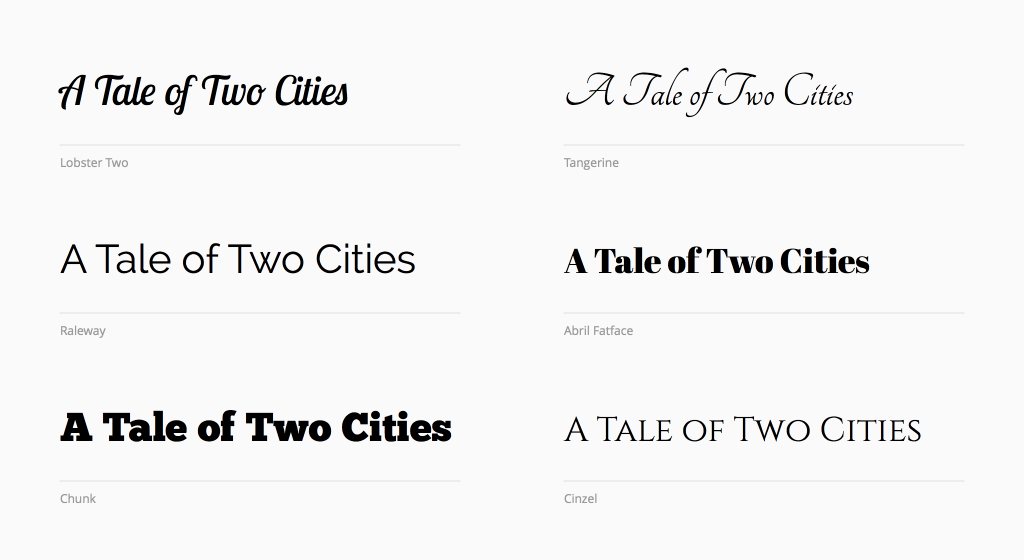 A Tale of Two Cities
Lobster Two
A Tale of Two Cities
Tangerine
A Tale of Two Cities
Raleway
A Tale of Two Cities
Abril Fatface
A Tale of Two Cities
Chunk
A Tale of Two Cities
Cinzel